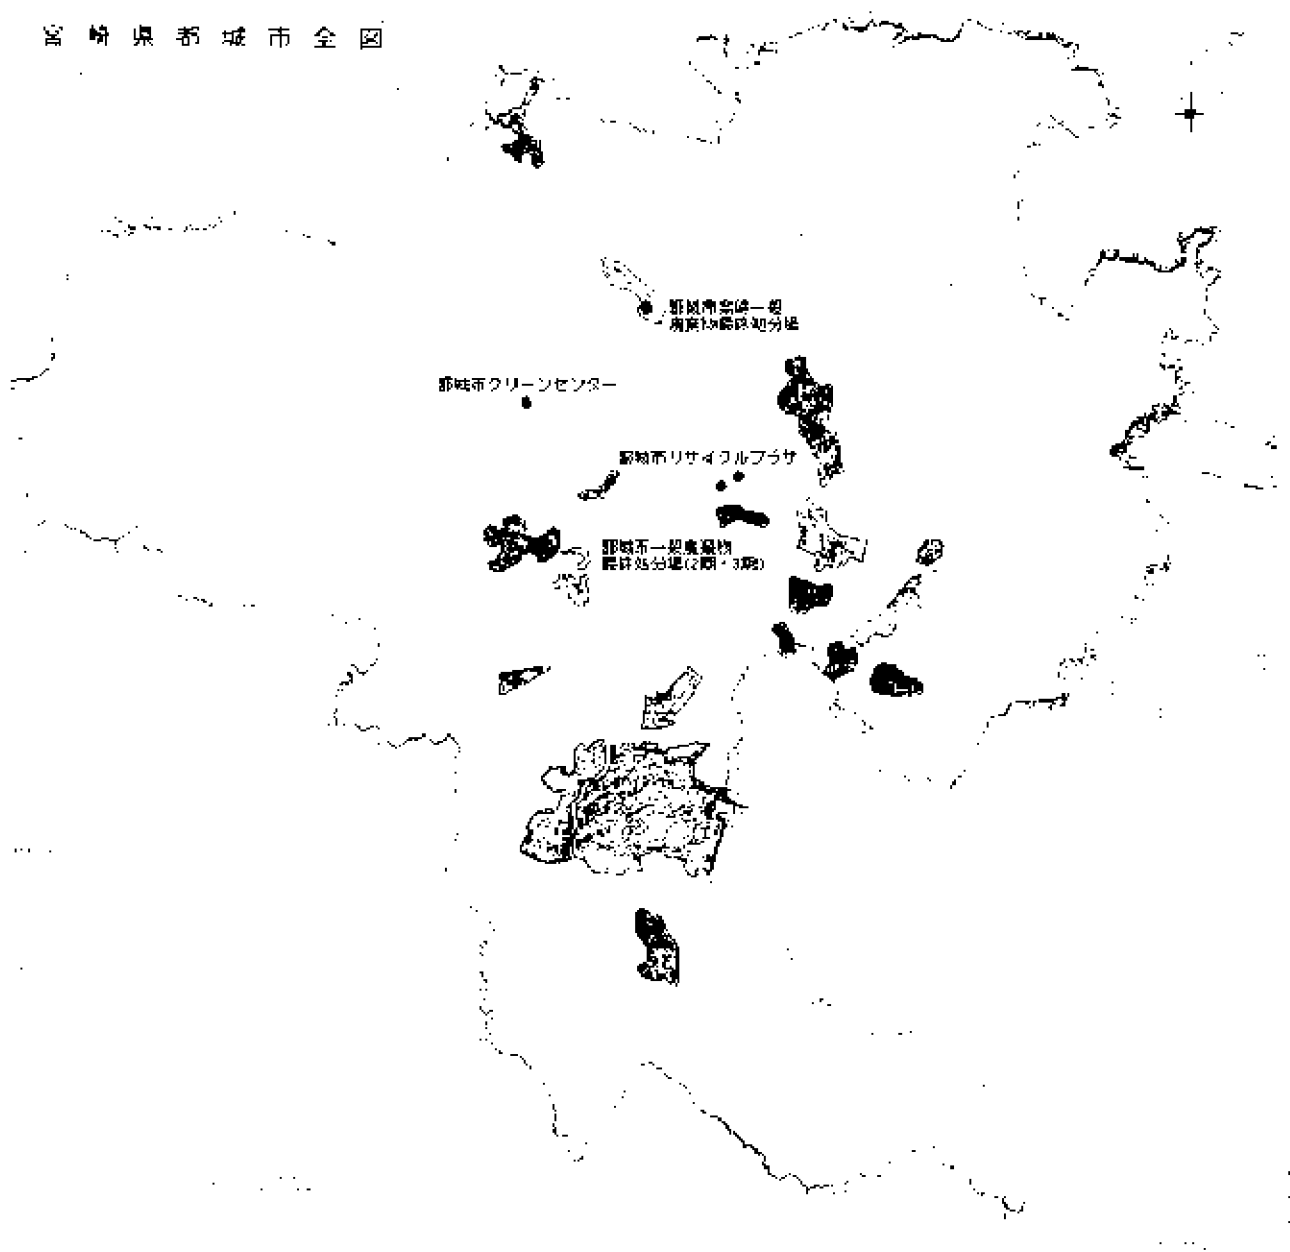 宮崎県都城市全図
都城市高崎一般
廃棄物最終処分場
都城市クリーンセンター
都城市リサイクルプラザ
都城市一般廃棄物
最終処分場(2期・3期)